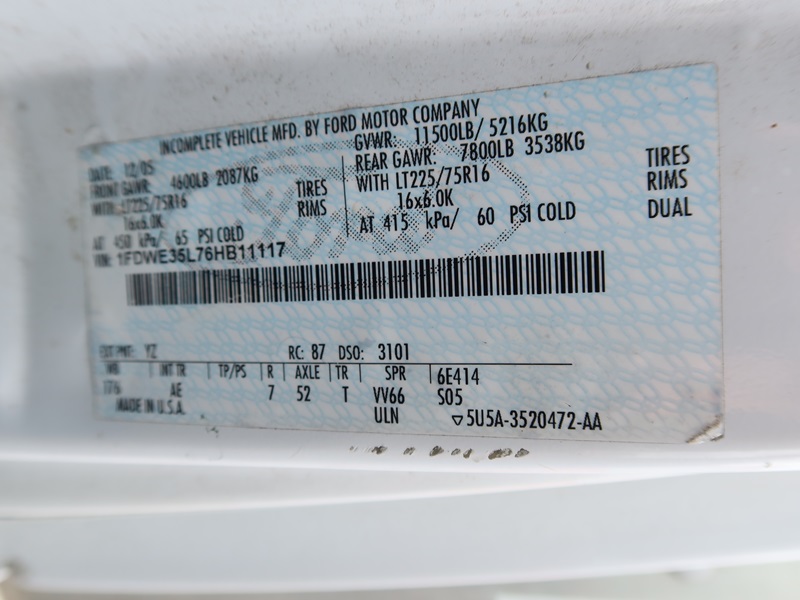 INCOMPLETE VEHICLE MFD. BY FORD MOTOR COMPANY
DATE: 12/05
GVWR: 11500LB/ 5216KG
FRONT GAWR: 4600LB 2087KG
REAR GAWR: 7800LB 3538KG
WITH LT225/75R16 TIRES
WITH LT225/75R16 TIRES
16x6.0K RIMS
16x6.0K RIMS
AT 450 kPa/ 65 PSI COLD
AT 415 kPa/ 60 PSI COLD DUAL
VIN: 1FDWE35L76HB11117
Ford
EXT PNT: YZ RC: 87 DSO: 3101
WB INT TR TP/PS R AXLE TR SPR 6E414
176 AE 7 52 T VV66 S05
MADE IN U.S.A. ULN ▽5U5A-3520472-AA